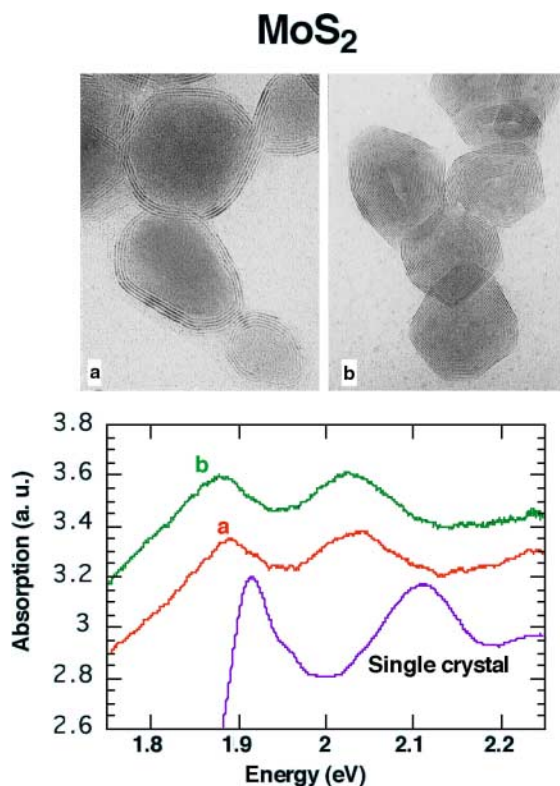 MoS₂
a
b
3.8
3.6
3.4
3.2
3
2.8
2.6
Absorption (a. u.)
b
a
Single crystal
1.8
1.9
2
2.1
2.2
Energy (eV)